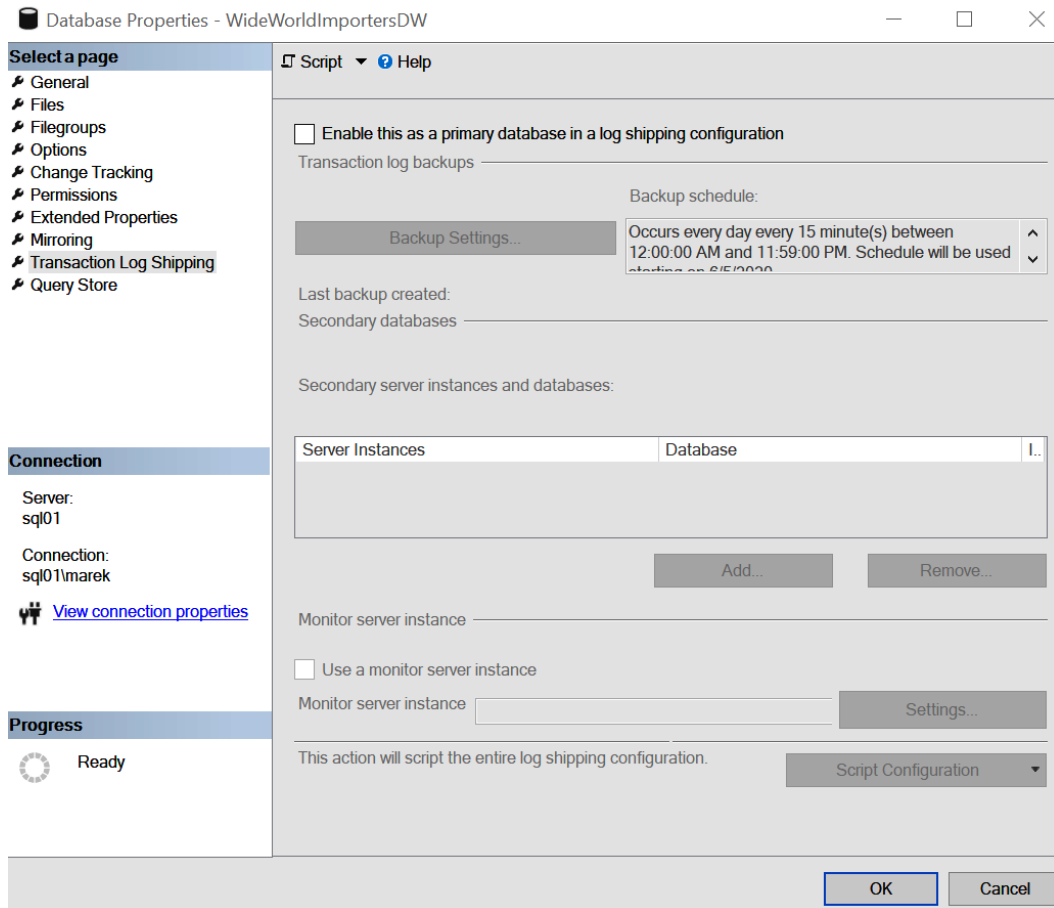 Database Properties - WideWorldImportersDW
Select a page
General
Files
Filegroups
Options
Change Tracking
Permissions
Extended Properties
Mirroring
Transaction Log Shipping
Query Store
Connection
Server:
sql01
Connection:
sql01\marek
View connection properties
Progress
Ready
Script
Help
Enable this as a primary database in a log shipping configuration
Transaction log backups
Backup schedule:
Backup Settings...
Occurs every day every 15 minute(s) between
12:00:00 AM and 11:59:00 PM. Schedule will be used
starting on 6/5/2020
Last backup created:
Secondary databases
Secondary server instances and databases:
Server Instances
Database
I..
Add...
Remove...
Monitor server instance
Use a monitor server instance
Monitor server instance
Settings...
This action will script the entire log shipping configuration.
Script Configuration
OK
Cancel